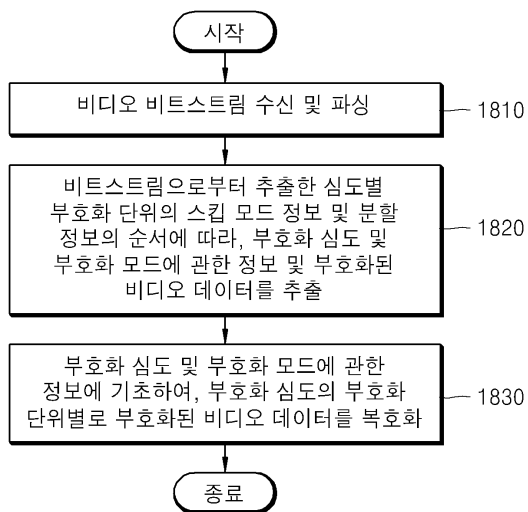 시작
비디오 비트스트림 수신 및 파싱
1810
비트스트림으로부터 추출한 심도별
부호화 단위의 스킵 모드 정보 및 분할
정보의 순서에 따라, 부호화 심도 및
부호화 모드에 관한 정보 및 부호화된
비디오 데이터를 추출
1820
부호화 심도 및 부호화 모드에 관한
정보에 기초하여, 부호화 심도의 부호화
단위별로 부호화된 비디오 데이터를 복호화
1830
종료